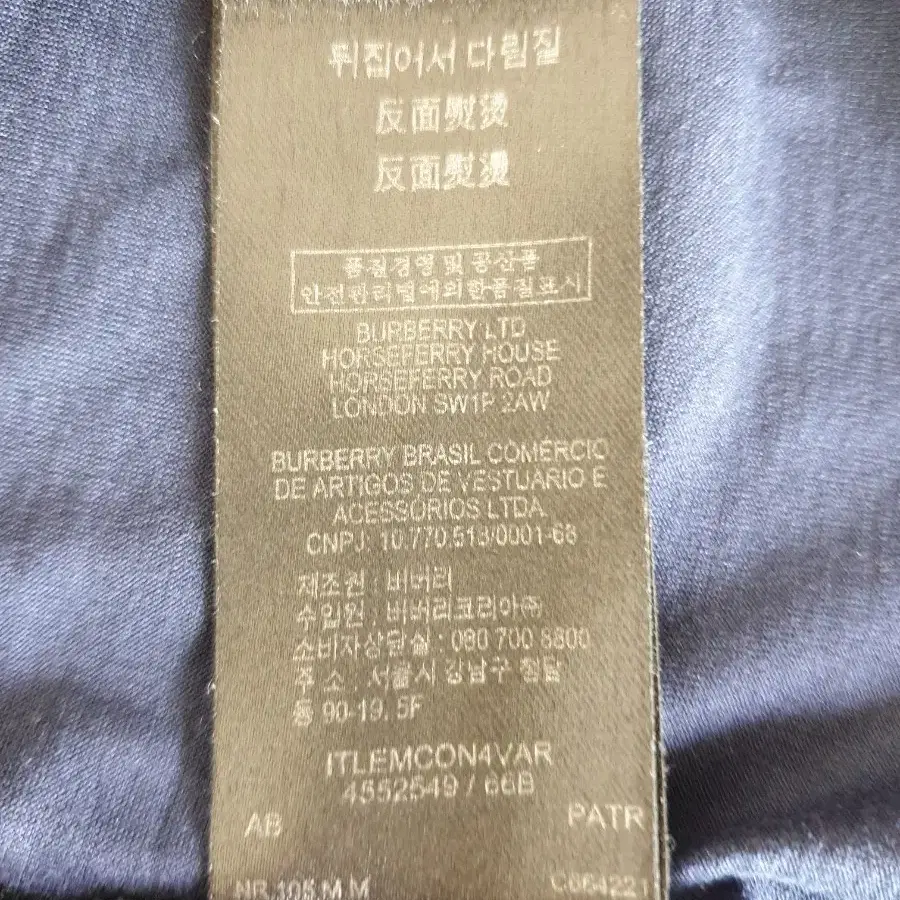 뒤집어서 다림질
反面熨烫
反面熨燙
품질경영 및 공산품
안전관리법에의한품질표시
BURBERRY LTD
HORSEFERRY HOUSE
HORSEFERRY ROAD
LONDON SW1P 2AW
BURBERRY BRASIL COMÉRCIO
DE ARTIGOS DE VESTUARIO E
ACESSORIOS LTDA
CNPJ: 10.770.513/0001-68
제조원 : 버버리
수입원 : 버버리코리아㈜
소비자상담실 : 080 700 8800
주 소 : 서울시 강남구 청담
동 90-19. 5F
ITLEMCON4VAR
4552549 / 66B
AB PATR
NR.105.M.M C664221